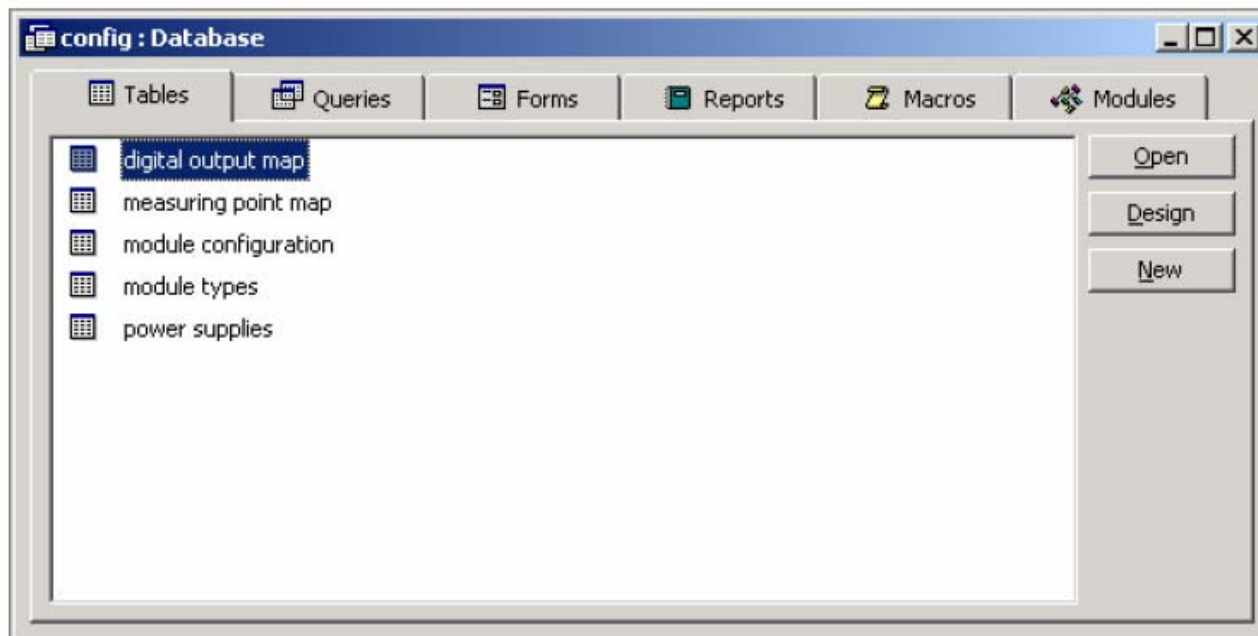 config : Database
Tables Queries Forms Reports Macros Modules
digital output map
measuring point map
module configuration
module types
power supplies
Open
Design
New